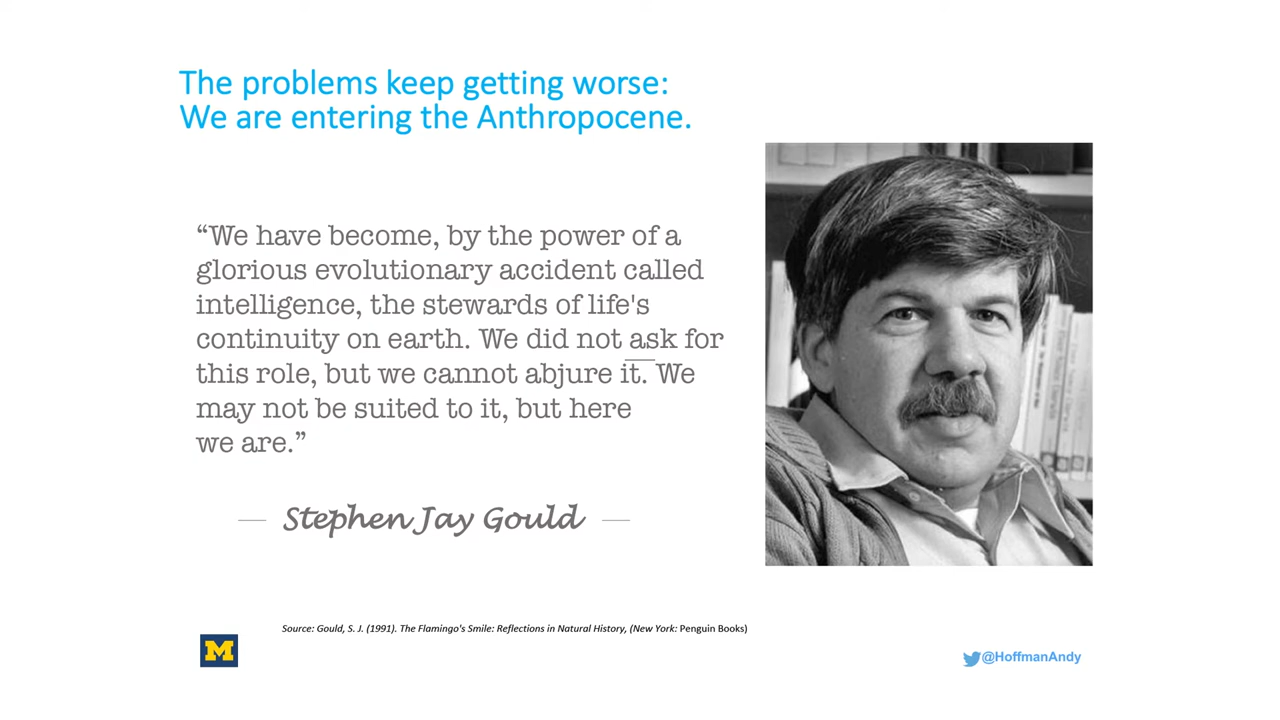 The problems keep getting worse:
We are entering the Anthropocene.
“We have become, by the power of a
glorious evolutionary accident called
intelligence, the stewards of life's
continuity on earth. We did not ask for
this role, but we cannot abjure it. We
may not be suited to it, but here
we are.”
— Stephen Jay Gould —
Source: Gould, S. J. (1991). The Flamingo's Smile: Reflections in Natural History, (New York: Penguin Books)
M
@HoffmanAndy